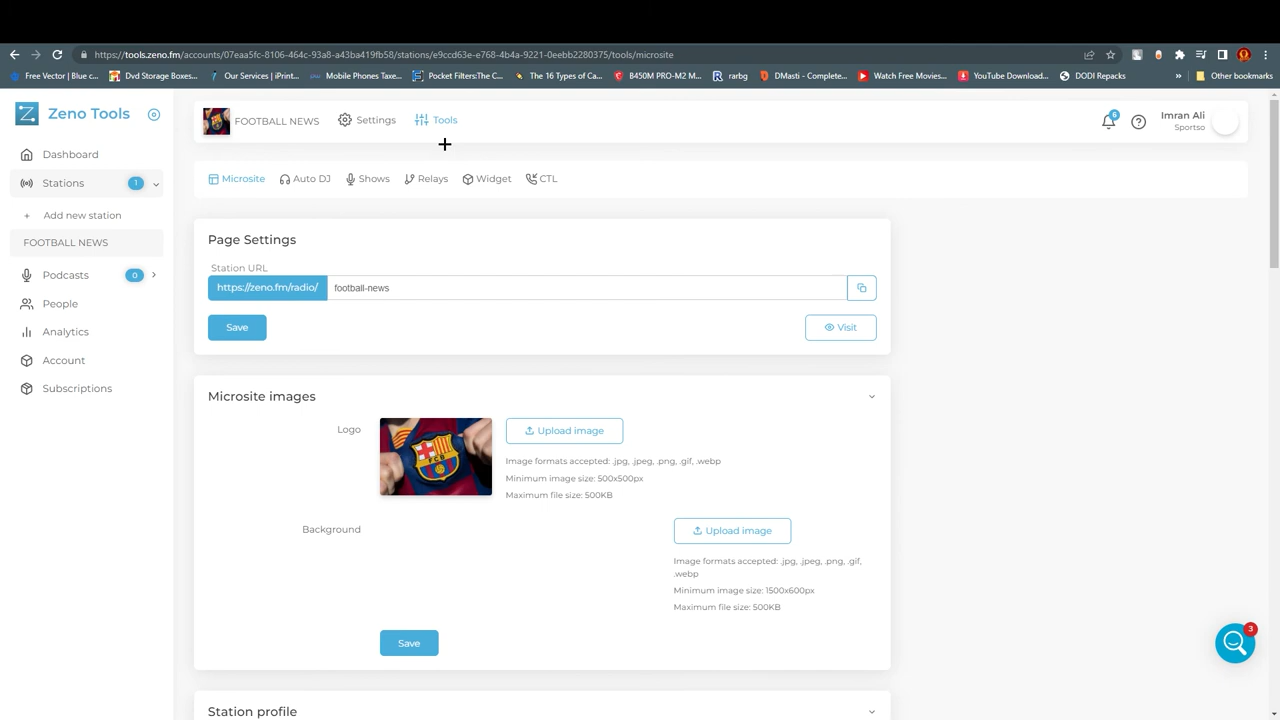 https://tools.zeno.fm/accounts/07eaa5fc-8106-464c-93a8-a43ba419fb58/stations/e9ccd63e-e768-4b4a-9221-0eebb2280375/tools/microsite
Free Vector | Blue c... Dvd Storage Boxes... Our Services | iPrint... Mobile Phones Taxe... Pocket Filters:The C... The 16 Types of Ca... B450M PRO-M2 M... rarbg DMasti - Complete... Watch Free Movies... YouTube Download... DODI Repacks » Other bookmarks
Zeno Tools
FOOTBALL NEWS Settings Tools
6
Imran Ali
Sportso
Dashboard
Stations 1
+ Add new station
FOOTBALL NEWS
Podcasts 0
People
Analytics
Account
Subscriptions
Microsite Auto DJ Shows Relays Widget CTL
Page Settings
Station URL
https://zeno.fm/radio/ football-news
Save Visit
Microsite images
Logo
FCB
Upload image
Image formats accepted: .jpg, .jpeg, .png, .gif, .webp
Minimum image size: 500x500px
Maximum file size: 500KB
Background
Upload image
Image formats accepted: .jpg, .jpeg, .png, .gif,
.webp
Minimum image size: 1500x600px
Maximum file size: 500KB
Save
3
Station profile